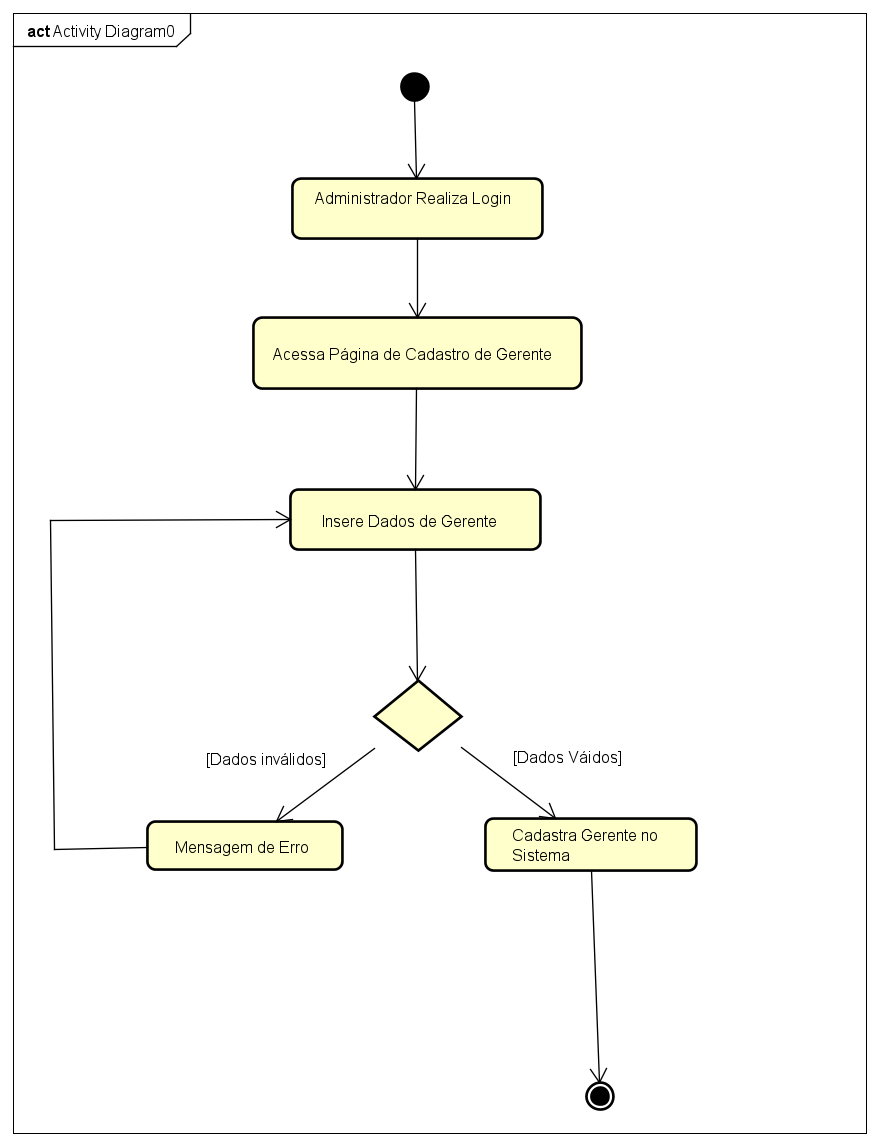 act Activity Diagram0
Administrador Realiza Login
Acessa Página de Cadastro de Gerente
Insere Dados de Gerente
[Dados inválidos]
[Dados Váidos]
Mensagem de Erro
Cadastra Gerente no
Sistema